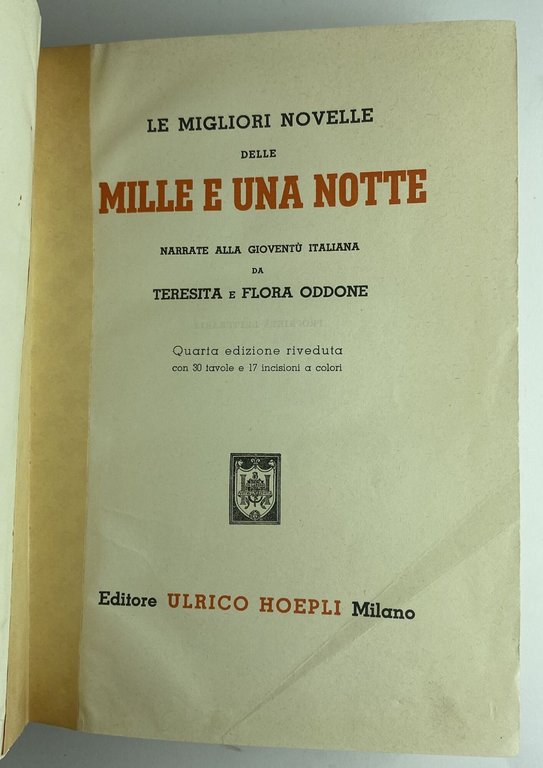 LE MIGLIORI NOVELLE
DELLE
MILLE E UNA NOTTE
NARRATE ALLA GIOVENTÙ ITALIANA
DA
TERESITA E FLORA ODDONE
Quarta edizione riveduta
con 30 tavole e 17 incisioni a colori
Editore ULRICO HOEPLI Milano